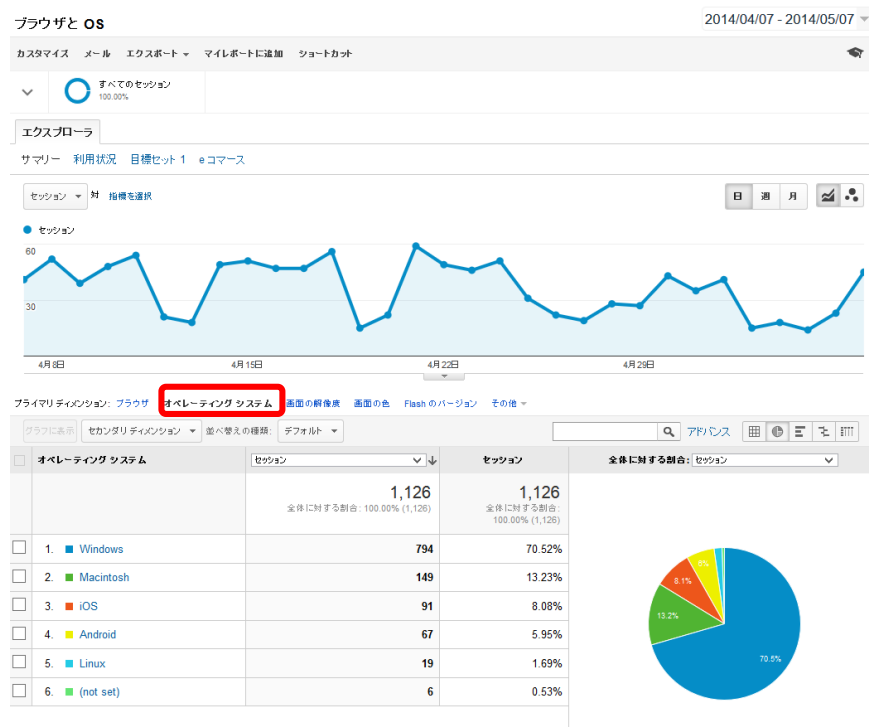 ブラウザと OS
2014/04/07 - 2014/05/07
カスタマイズ メール エクスポート マイレポートに追加 ショートカット
すべてのセッション
100.00%
エクスプローラ
サマリー 利用状況 目標セット 1 e コマース
セッション 対 指標を選択 日 週 月
セッション
60
30
4月8日 4月15日 4月22日 4月29日
プライマリ ディメンション: ブラウザ オペレーティング システム 画面の解像度 画面の色 Flash のバージョン その他
グラフに表示 セカンダリ ディメンション 並べ替えの種類: デフォルト アドバンス
オペレーティング システム セッション セッション 全体に対する割合: セッション
1,126 1,126
全体に対する割合: 100.00% (1,126) 全体に対する割合:
100.00% (1,126)
1. Windows 794 70.52%
2. Macintosh 149 13.23%
3. iOS 91 8.08%
4. Android 67 5.95%
5. Linux 19 1.69%
6. (not set) 6 0.53%
6%
8.1%
13.2%
70.5%